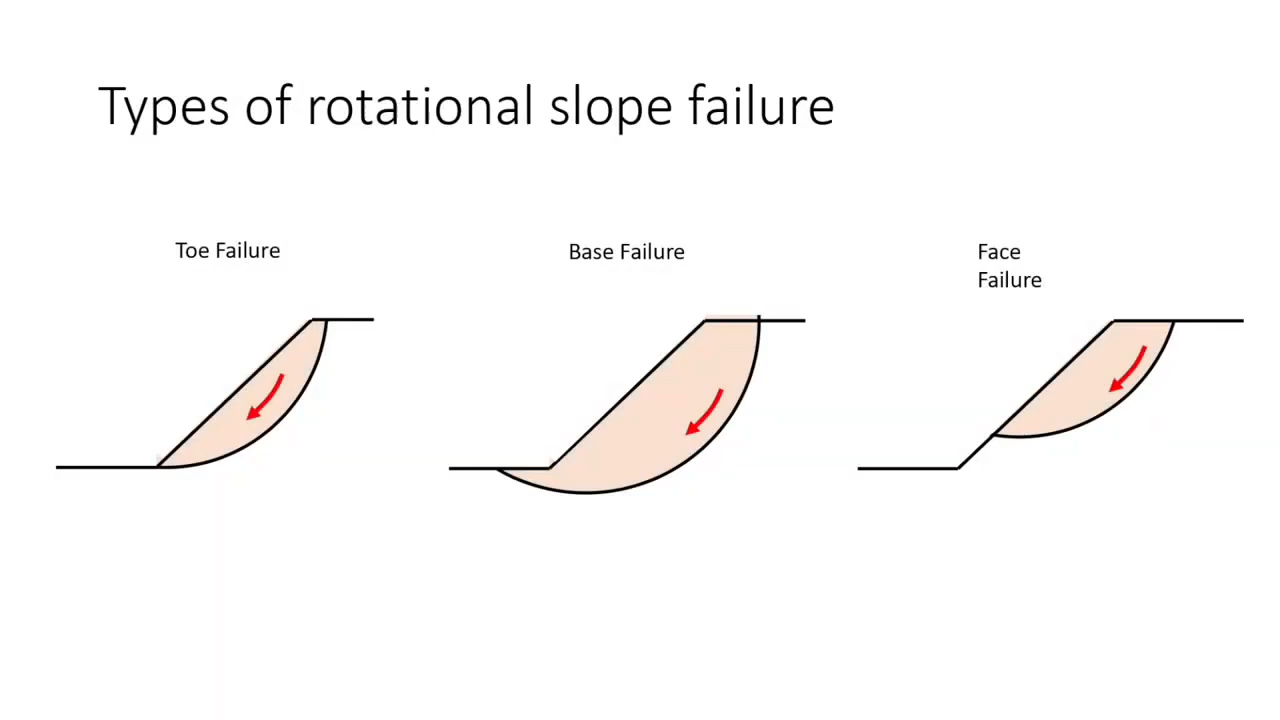 Types of rotational slope failure
Toe Failure
Base Failure
Face
Failure